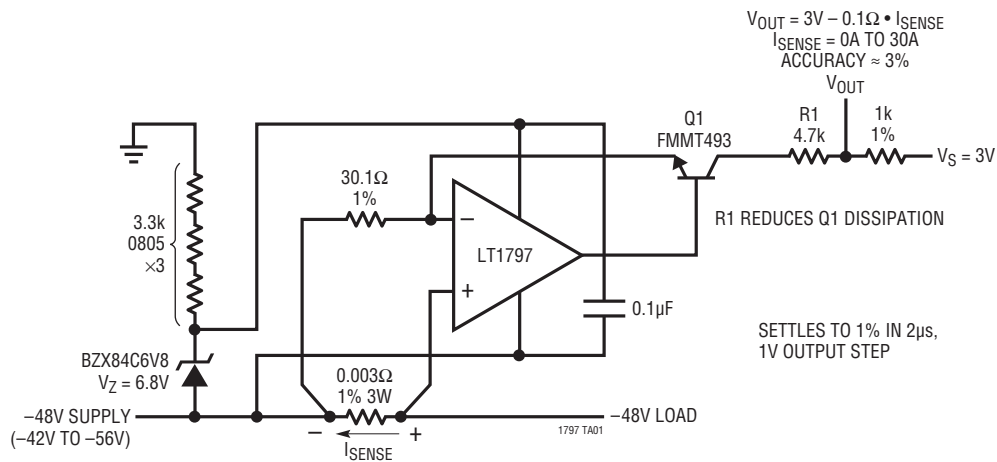 V_OUT = 3V – 0.1Ω • I_SENSE
I_SENSE = 0A TO 30A
ACCURACY ≈ 3%
V_OUT
Q1
FMMT493
R1
4.7k
1k
1%
V_S = 3V
R1 REDUCES Q1 DISSIPATION
30.1Ω
1%
–
LT1797
+
3.3k
0805
×3
0.1µF
SETTLES TO 1% IN 2µs,
1V OUTPUT STEP
BZX84C6V8
V_Z = 6.8V
0.003Ω
1% 3W
–48V SUPPLY
(–42V TO –56V)
–48V LOAD
– +
I_SENSE
1797 TA01